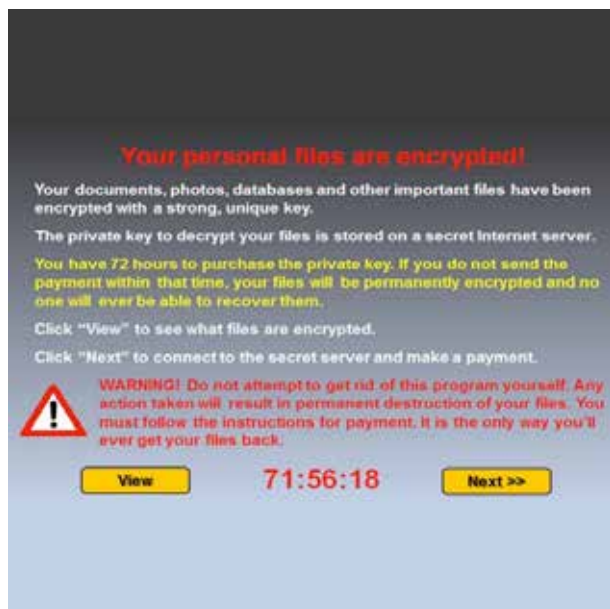 Your personal files are encrypted!
Your documents, photos, databases and other important files have been
encrypted with a strong, unique key.
The private key to decrypt your files is stored on a secret Internet server.
You have 72 hours to purchase the private key. If you do not send the
payment within that time, your files will be permanently encrypted and no
one will ever be able to recover them.
Click “View” to see what files are encrypted.
Click “Next” to connect to the secret server and make a payment.
WARNING! Do not attempt to get rid of this program yourself. Any
action taken will result in permanent destruction of your files. You
must follow the instructions for payment. It is the only way you'll
ever get your files back.
View
71:56:18
Next >>